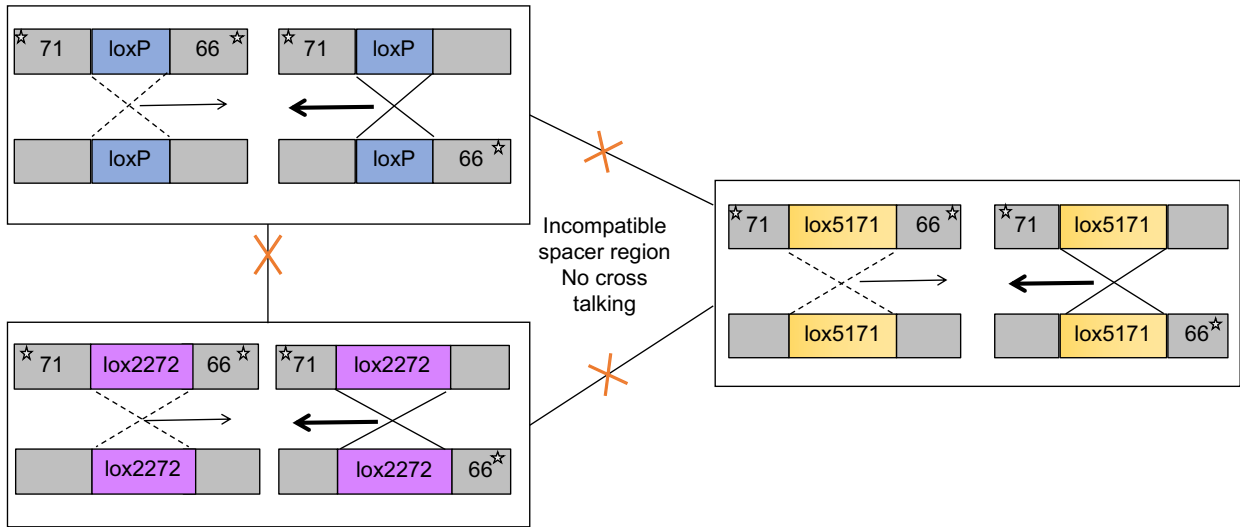 71 loxP 66 71 loxP
loxP loxP 66
Incompatible
spacer region
No cross
talking
71 lox5171 66 71 lox5171
lox5171 lox5171 66
71 lox2272 66 71 lox2272
lox2272 lox2272 66